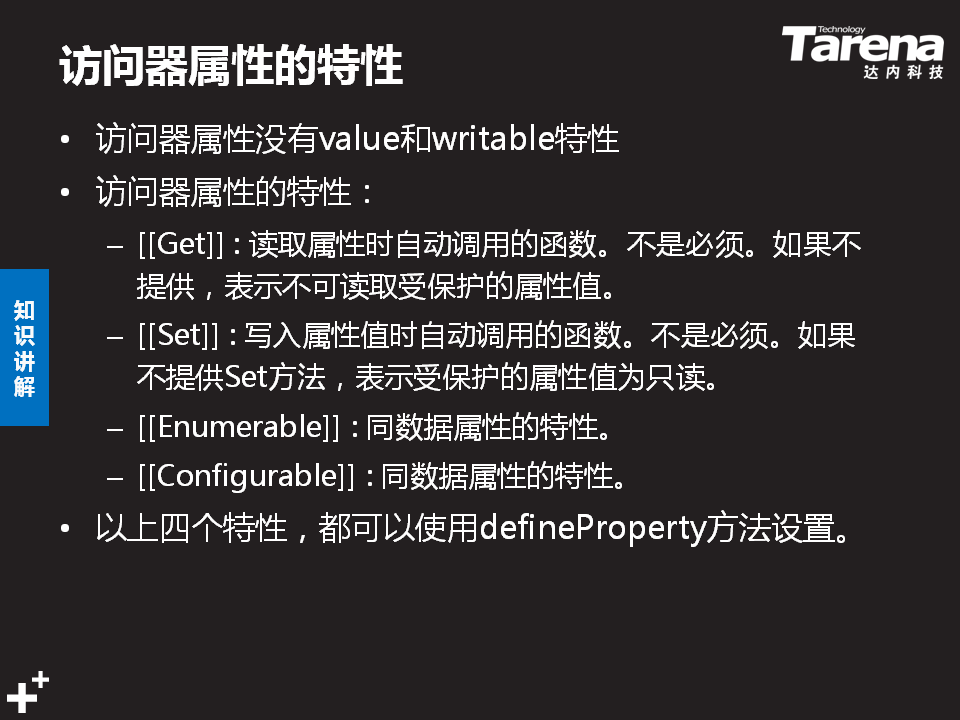 访问器属性的特性
Technology
Tarena
达内科技
• 访问器属性没有value和writable特性
• 访问器属性的特性：
– [[Get]]：读取属性时自动调用的函数。不是必须。如果不
提供，表示不可读取受保护的属性值。
– [[Set]]：写入属性值时自动调用的函数。不是必须。如果
不提供Set方法，表示受保护的属性值为只读。
– [[Enumerable]]：同数据属性的特性。
– [[Configurable]]：同数据属性的特性。
• 以上四个特性，都可以使用defineProperty方法设置。
知
识
讲
解